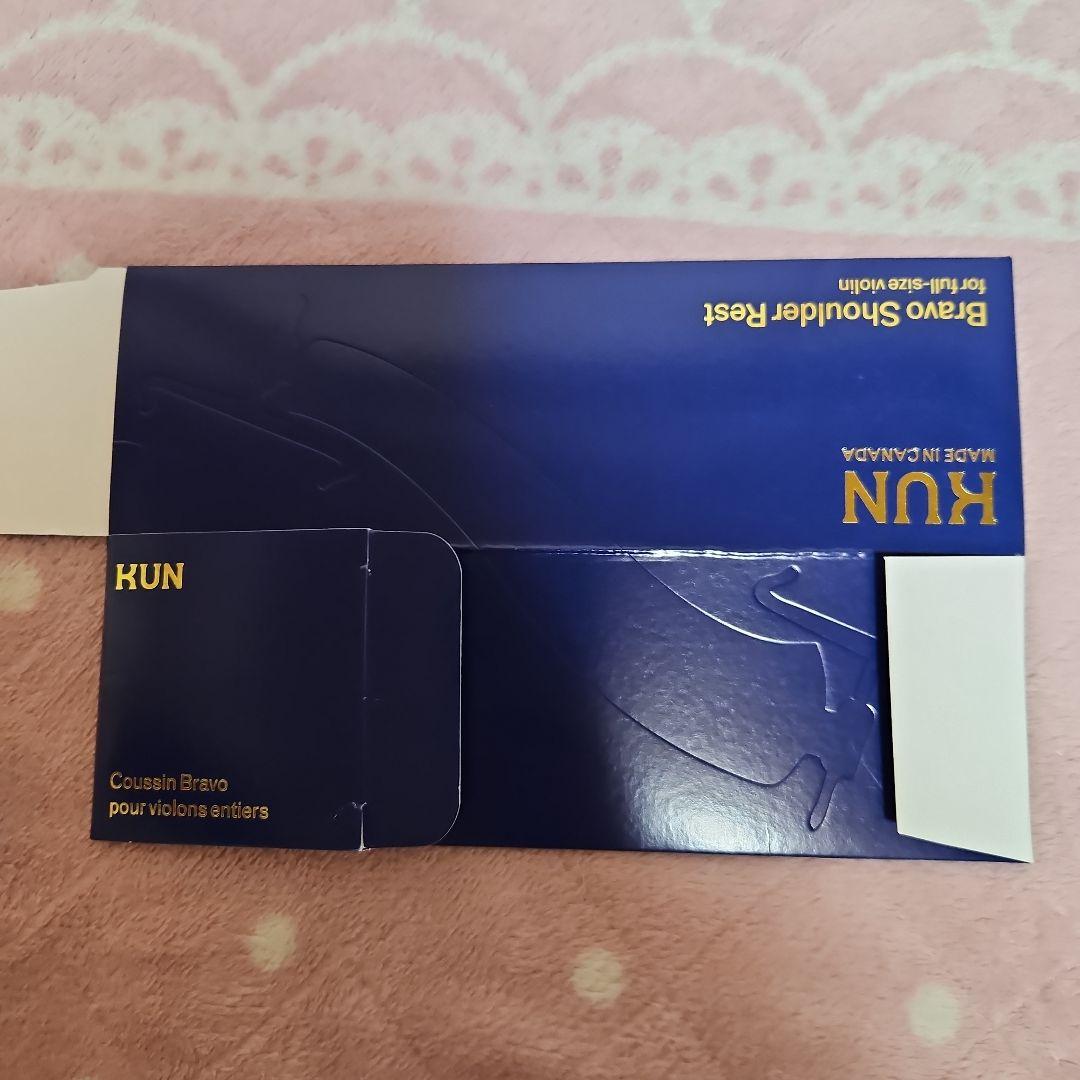 KUN
MADE IN CANADA
Bravo Shoulder Rest
for full-size violin
KUN
Coussin Bravo
pour violons entiers